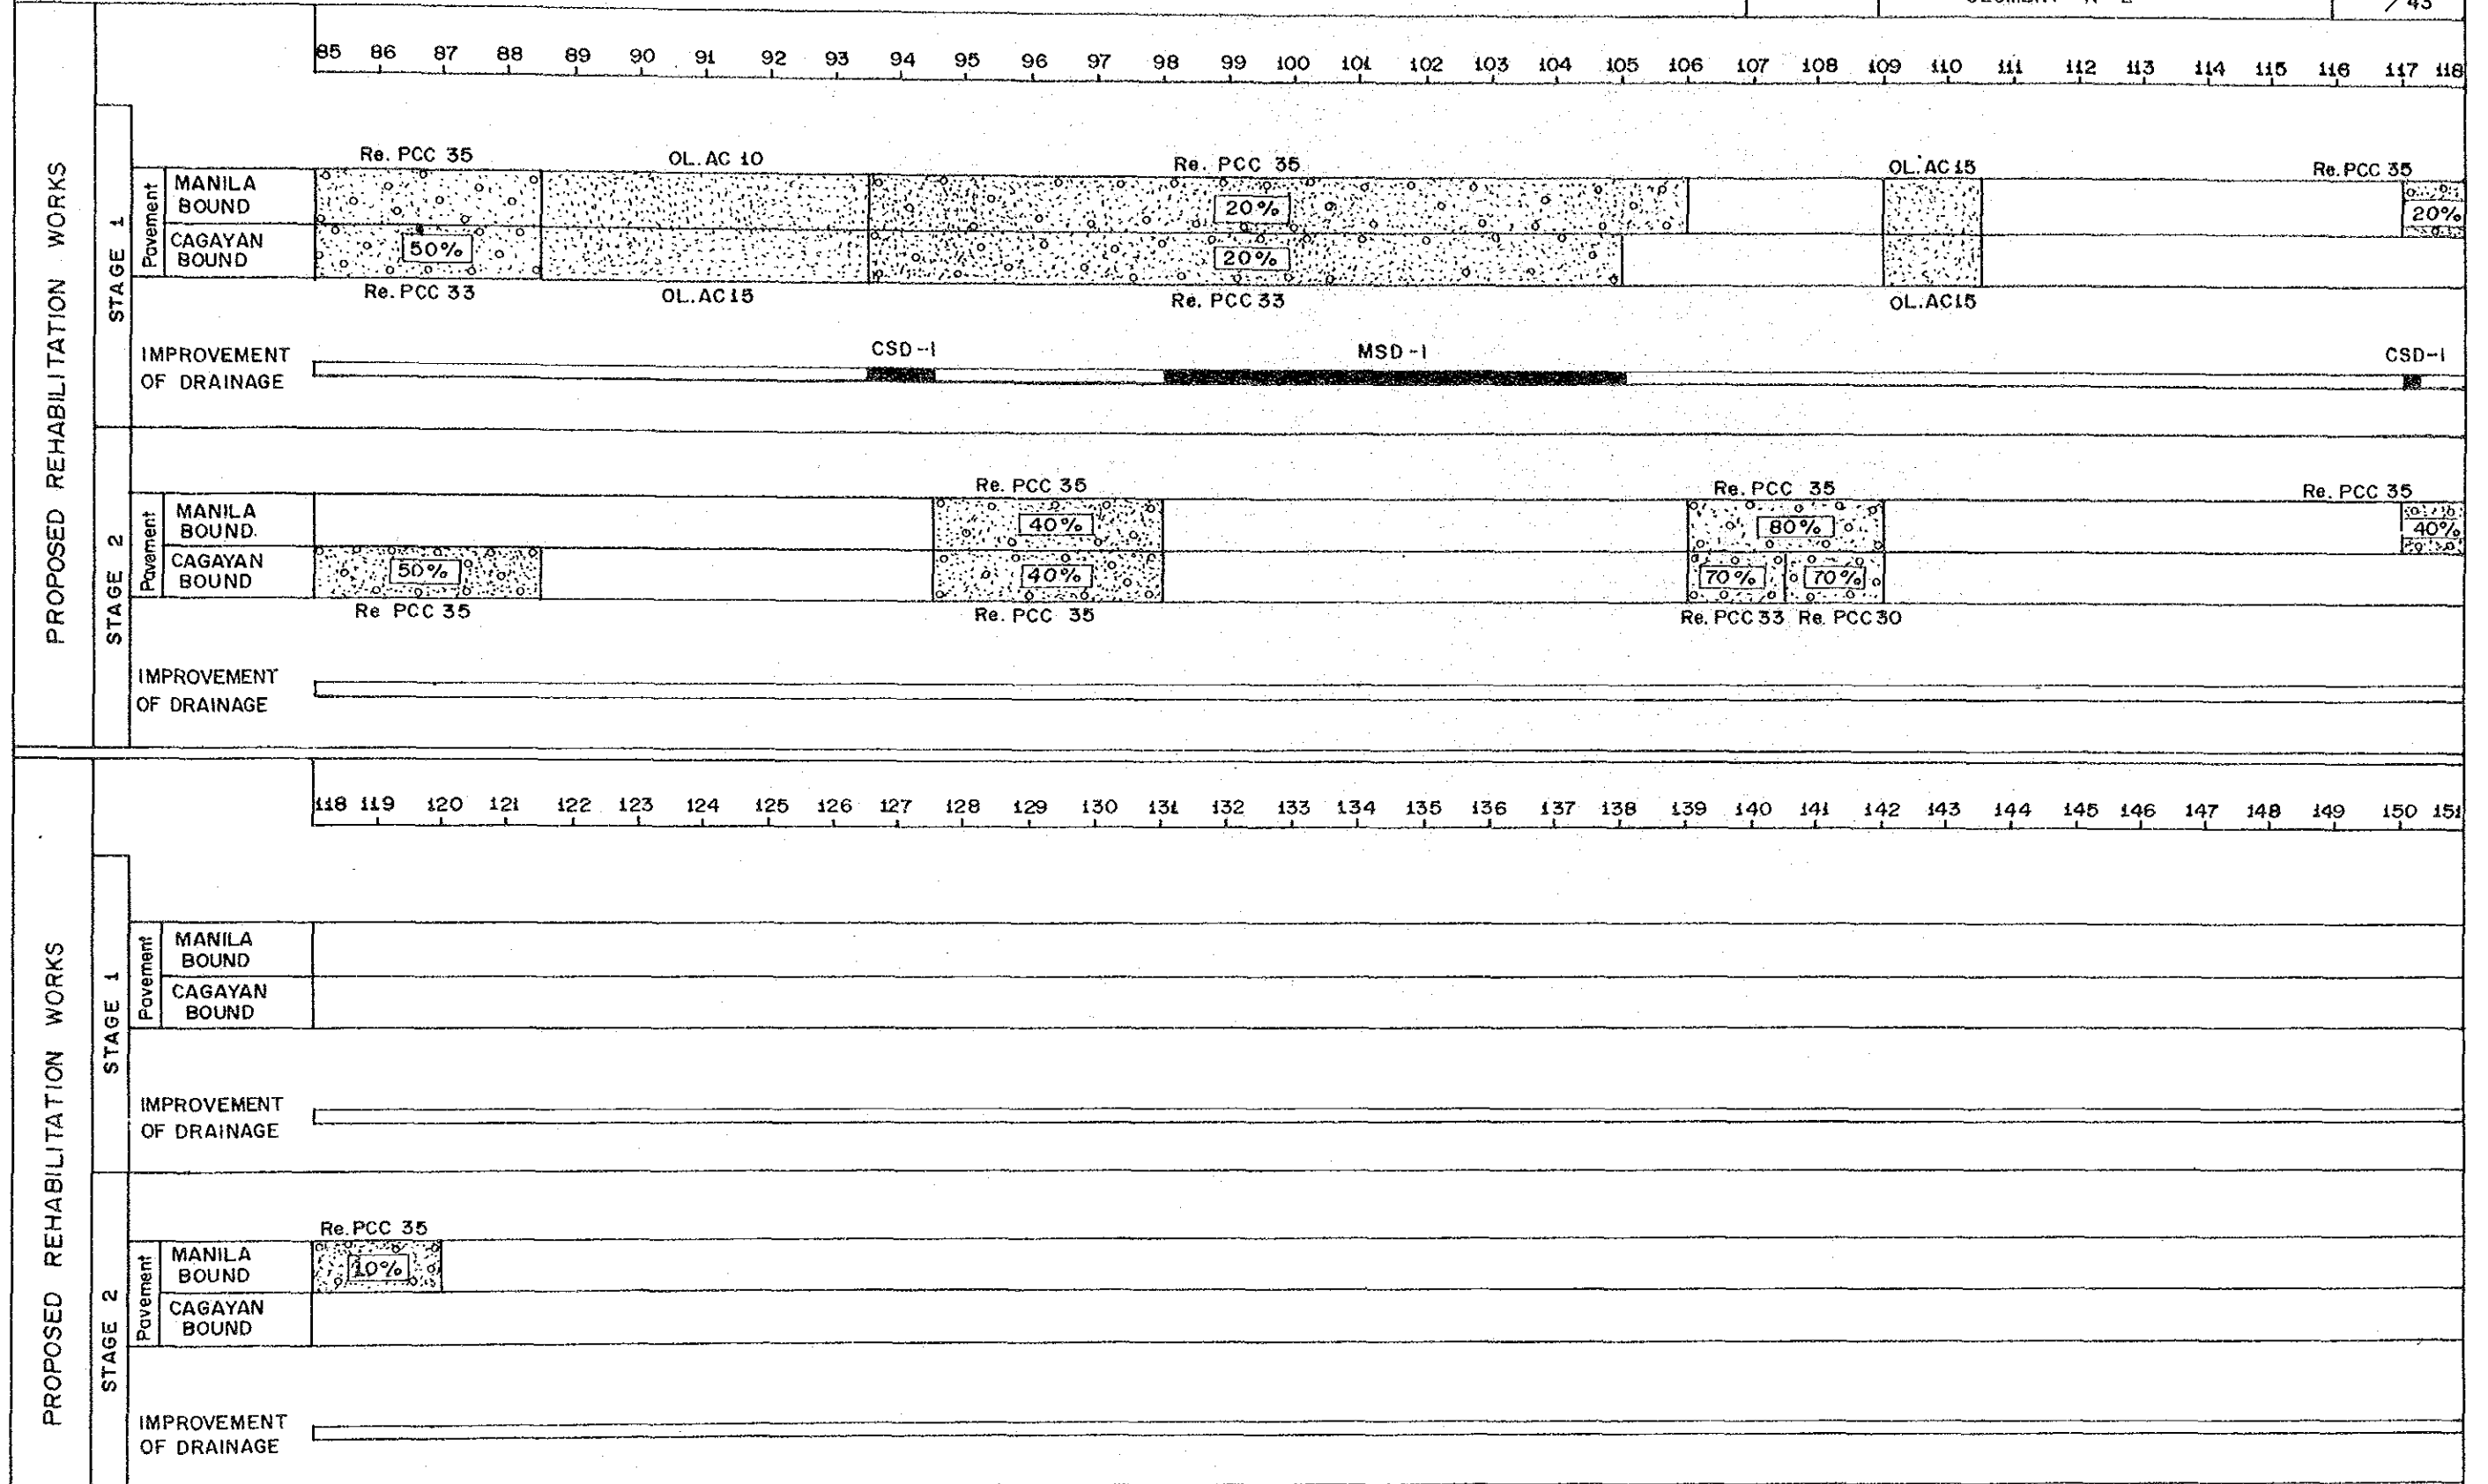 / 43
85 86 87 88 89 90 91 92 93 94 95 96 97 98 99 100 101 102 103 104 105 106 107 108 109 110 111 112 113 114 115 116 117 118
PROPOSED REHABILITATION WORKS
STAGE 1
Pavement
Re. PCC 35 OL. AC 10 Re. PCC 35 OL. AC 15 Re. PCC 35
MANILA
BOUND
20% 20%
CAGAYAN
BOUND
50% 20%
Re. PCC 33 OL. AC 15 Re. PCC 33 OL. AC 15
IMPROVEMENT
OF DRAINAGE
CSD-1 MSD-1 CSD-1
STAGE 2
Pavement
Re. PCC 35 Re. PCC 35 Re. PCC 35
MANILA
BOUND.
40% 80% 40%
CAGAYAN
BOUND
50% 40% 70% 70%
Re PCC 35 Re. PCC 35 Re. PCC 33 Re. PCC 30
IMPROVEMENT
OF DRAINAGE
118 119 120 121 122 123 124 125 126 127 128 129 130 131 132 133 134 135 136 137 138 139 140 141 142 143 144 145 146 147 148 149 150 151
PROPOSED REHABILITATION WORKS
STAGE 1
Pavement
MANILA
BOUND
CAGAYAN
BOUND
IMPROVEMENT
OF DRAINAGE
STAGE 2
Pavement
Re. PCC 35
MANILA
BOUND
10%
CAGAYAN
BOUND
IMPROVEMENT
OF DRAINAGE